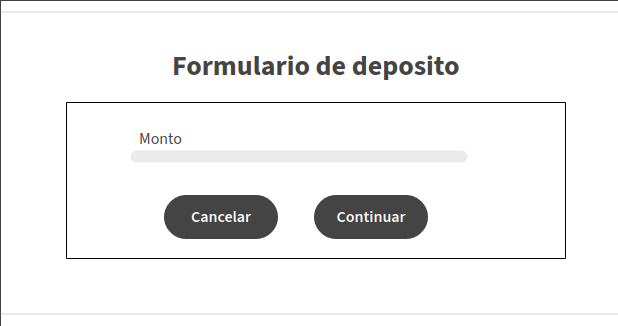 Formulario de deposito
Monto
Cancelar Continuar